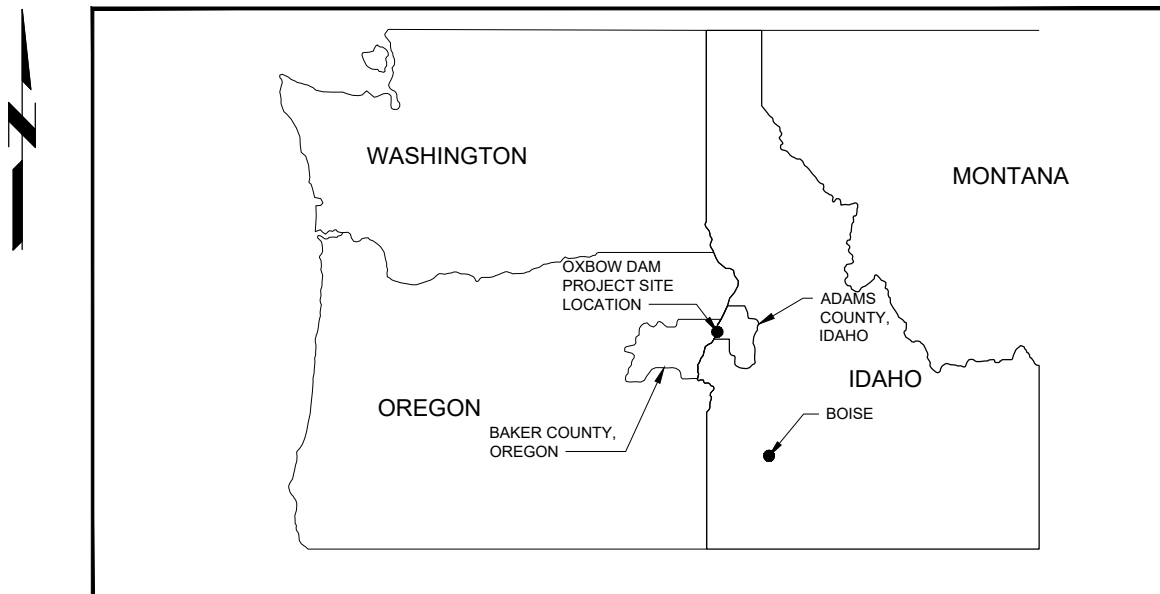 N
WASHINGTON
MONTANA
OXBOW DAM
PROJECT SITE
LOCATION
ADAMS
COUNTY,
IDAHO
IDAHO
OREGON
BAKER COUNTY,
OREGON
BOISE